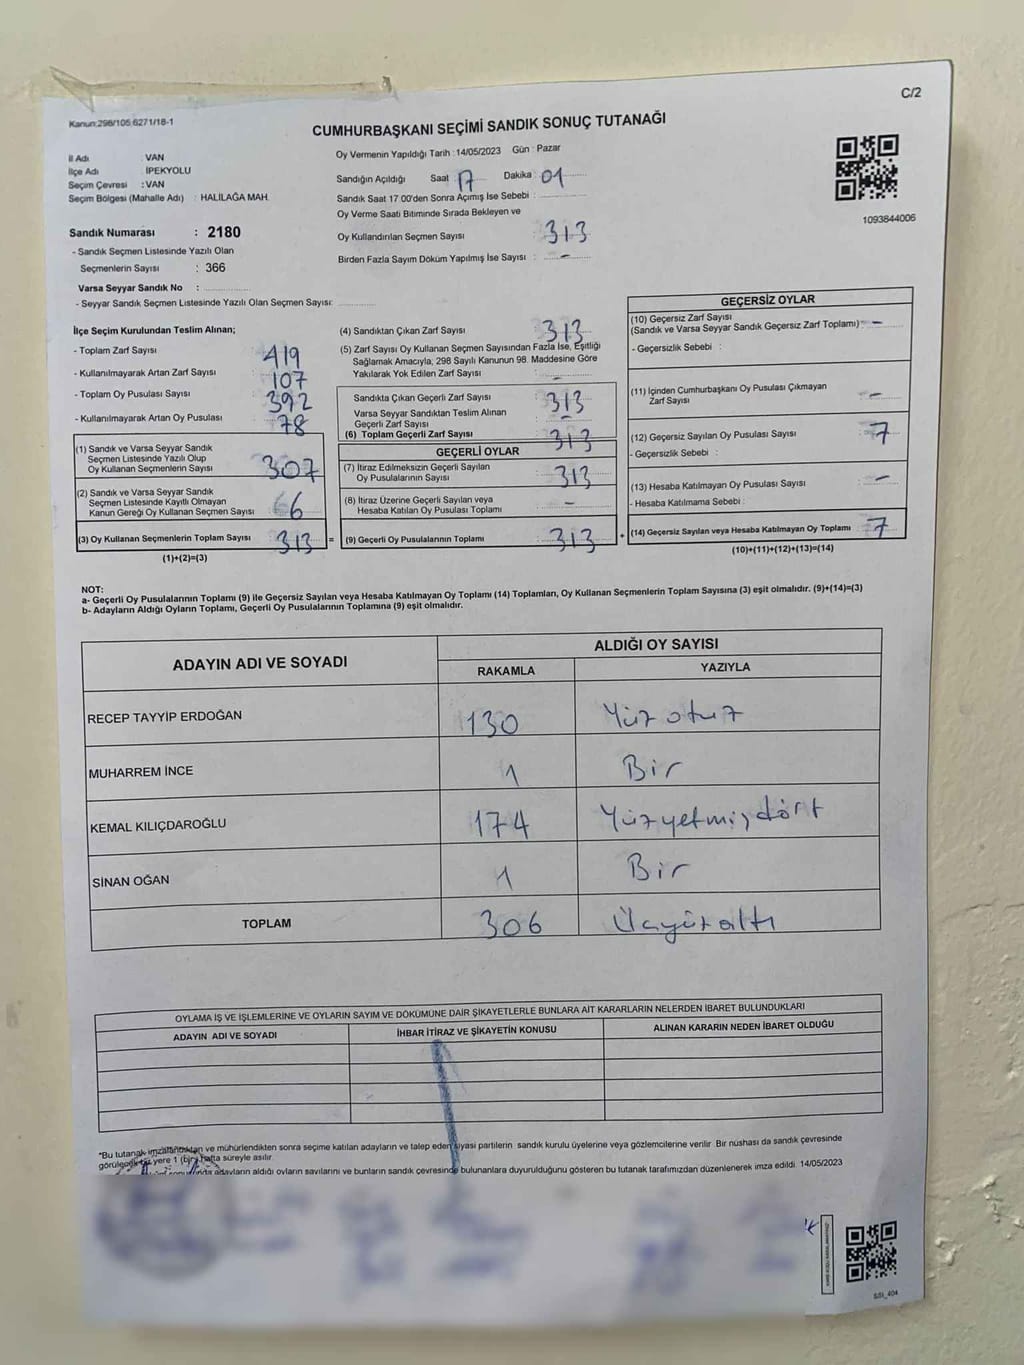 C/2
Kanun:298/105 6271/18-1
CUMHURBAŞKANI SEÇİMİ SANDIK SONUÇ TUTANAĞI
İl Adı : VAN
İlçe Adı : İPEKYOLU
Seçim Çevresi : VAN
Seçim Bölgesi (Mahalle Adı) : HALİLAĞA MAH.
Sandık Numarası : 2180
- Sandık Seçmen Listesinde Yazılı Olan
Seçmenlerin Sayısı : 366
Varsa Seyyar Sandık No :
- Seyyar Sandık Seçmen Listesinde Yazılı Olan Seçmen Sayısı:
Oy Vermenin Yapıldığı Tarih : 14/05/2023 Gün : Pazar
Sandığın Açıldığı Saat 17 Dakika 01
Sandık Saat 17.00'den Sonra Açımış İse Sebebi :
Oy Verme Saati Bitiminde Sırada Bekleyen ve
Oy Kullandırılan Seçmen Sayısı : 313
Birden Fazla Sayım Döküm Yapılmış İse Sayısı : -
1093844006
İlçe Seçim Kurulundan Teslim Alınan;
- Toplam Zarf Sayısı : 419
- Kullanılmayarak Artan Zarf Sayısı : 107
- Toplam Oy Pusulası Sayısı : 392
- Kullanılmayarak Artan Oy Pusulası : 78
(1) Sandık ve Varsa Seyyar Sandık
Seçmen Listesinde Yazılı Olup
Oy Kullanan Seçmenlerin Sayısı : 307
(2) Sandık ve Varsa Seyyar Sandık
Seçmen Listesinde Kayıtlı Olmayan
Kanun Gereği Oy Kullanan Seçmen Sayısı : 6
(3) Oy Kullanan Seçmenlerin Toplam Sayısı : 313 =
(1)+(2)=(3)
(4) Sandıktan Çıkan Zarf Sayısı : 313
(5) Zarf Sayısı Oy Kullanan Seçmen Sayısından Fazla İse, Eşitliği
Sağlamak Amacıyla; 298 Sayılı Kanunun 98. Maddesine Göre
Yakılarak Yok Edilen Zarf Sayısı : -
Sandıkta Çıkan Geçerli Zarf Sayısı : 313
Varsa Seyyar Sandıktan Teslim Alınan
Geçerli Zarf Sayısı : -
(6) Toplam Geçerli Zarf Sayısı : 313
GEÇERLİ OYLAR
(7) İtiraz Edilmeksizin Geçerli Sayılan
Oy Pusulalarının Sayısı : 313
(8) İtiraz Üzerine Geçerli Sayılan veya
Hesaba Katılan Oy Pusulası Toplamı : -
(9) Geçerli Oy Pusulalarının Toplamı : 313 +
GEÇERSİZ OYLAR
(10) Geçersiz Zarf Sayısı
(Sandık ve Varsa Seyyar Sandık Geçersiz Zarf Toplamı) : -
- Geçersizlik Sebebi :
(11) İçinden Cumhurbaşkanı Oy Pusulası Çıkmayan
Zarf Sayısı : -
(12) Geçersiz Sayılan Oy Pusulası Sayısı : 7
- Geçersizlik Sebebi :
(13) Hesaba Katılmayan Oy Pusulası Sayısı : -
- Hesaba Katılmama Sebebi :
(14) Geçersiz Sayılan veya Hesaba Katılmayan Oy Toplamı : 7
(10)+(11)+(12)+(13)=(14)
NOT:
a- Geçerli Oy Pusulalarının Toplamı (9) ile Geçersiz Sayılan veya Hesaba Katılmayan Oy Toplamı (14) Toplamları, Oy Kullanan Seçmenlerin Toplam Sayısına (3) eşit olmalıdır. (9)+(14)=(3)
b- Adayların Aldığı Oyların Toplamı, Geçerli Oy Pusulalarının Toplamına (9) eşit olmalıdır.
ADAYIN ADI VE SOYADI
ALDIĞI OY SAYISI
RAKAMLA YAZIYLA
RECEP TAYYİP ERDOĞAN 130 Yüz otuz
MUHARREM İNCE 1 Bir
KEMAL KILIÇDAROĞLU 174 Yüzyetmişdört
SİNAN OĞAN 1 Bir
TOPLAM 306 Üçyüzaltı
OYLAMA İŞ VE İŞLEMLERİNE VE OYLARIN SAYIM VE DÖKÜMÜNE DAİR ŞİKAYETLERLE BUNLARA AİT KARARLARIN NELERDEN İBARET BULUNDUKLARI
ADAYIN ADI VE SOYADI İHBAR İTİRAZ VE ŞİKAYETİN KONUSU ALINAN KARARIN NEDEN İBARET OLDUĞU
*Bu tutanak imzalandıktan ve mühürlendikten sonra seçime katılan adayların ve talep eden siyasi partilerin sandık kurulu üyelerine veya gözlemcilerine verilir. Bir nüshası da sandık çevresinde
yere 1 (bir) hafta süreyle asılır.
adayların aldığı oyların sayılarını ve bunların sandık çevresinde bulunanlara duyurulduğunu gösteren bu tutanak tarafımızdan düzenlenerek imza edildi. 14/05/2023